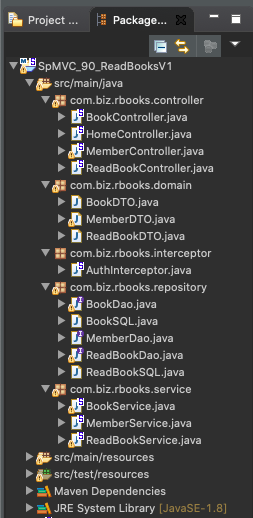 Project ...
Package...
SpMVC_90_ReadBooksV1
src/main/java
com.biz.rbooks.controller
BookController.java
HomeController.java
MemberController.java
ReadBookController.java
com.biz.rbooks.domain
BookDTO.java
MemberDTO.java
ReadBookDTO.java
com.biz.rbooks.interceptor
AuthInterceptor.java
com.biz.rbooks.repository
BookDao.java
BookSQL.java
MemberDao.java
ReadBookDao.java
ReadBookSQL.java
com.biz.rbooks.service
BookService.java
MemberService.java
ReadBookService.java
src/main/resources
src/test/resources
Maven Dependencies
JRE System Library [JavaSE-1.8]